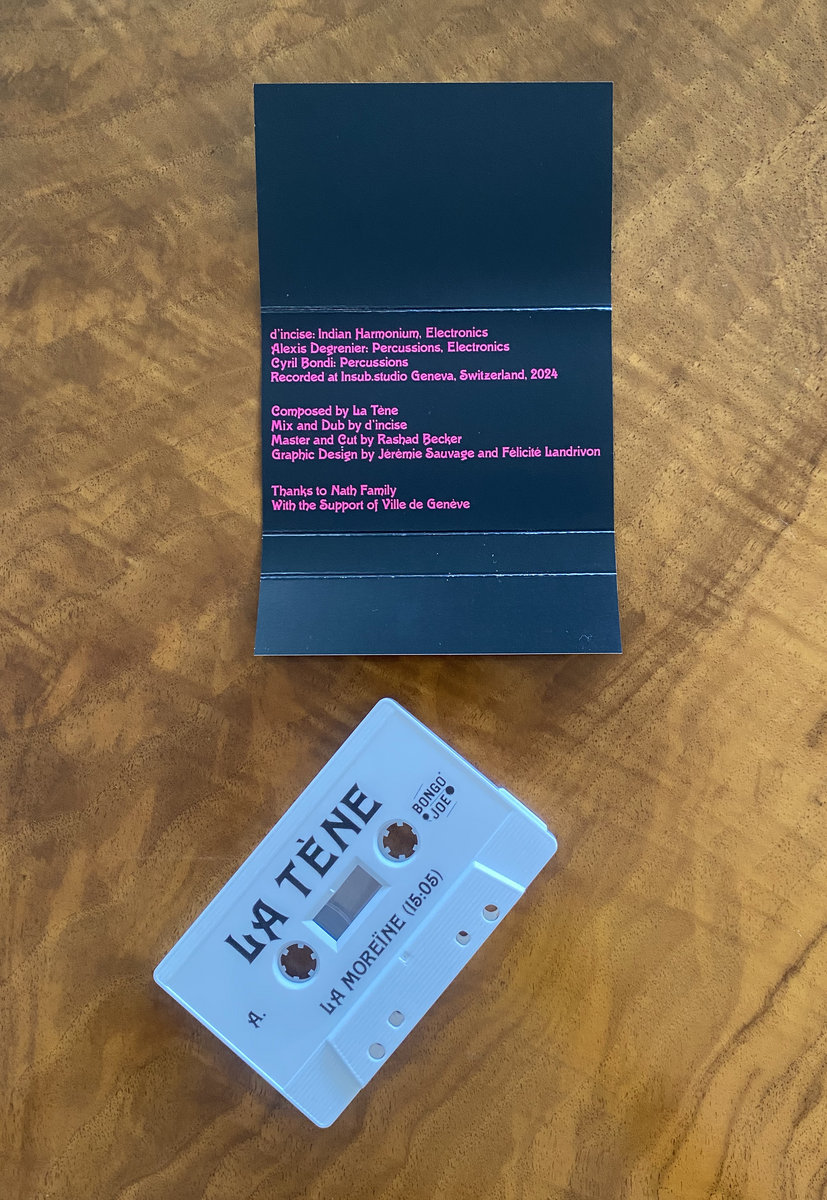 d'incise: Indian Harmonium, Electronics
Alexis Degrenier: Percussions, Electronics
Cyril Bondi: Percussions
Recorded at Insub.studio Geneva, Switzerland, 2024
Composed by La Tène
Mix and Dub by d'incise
Master and Cut by Rashad Becker
Graphic Design by Jérémie Sauvage and Félicité Landrivon
Thanks to Nath Family
With the Support of Ville de Genève
LA TÈNE
BONGO
JOE
A.
LA MOREÏNE (15:05)